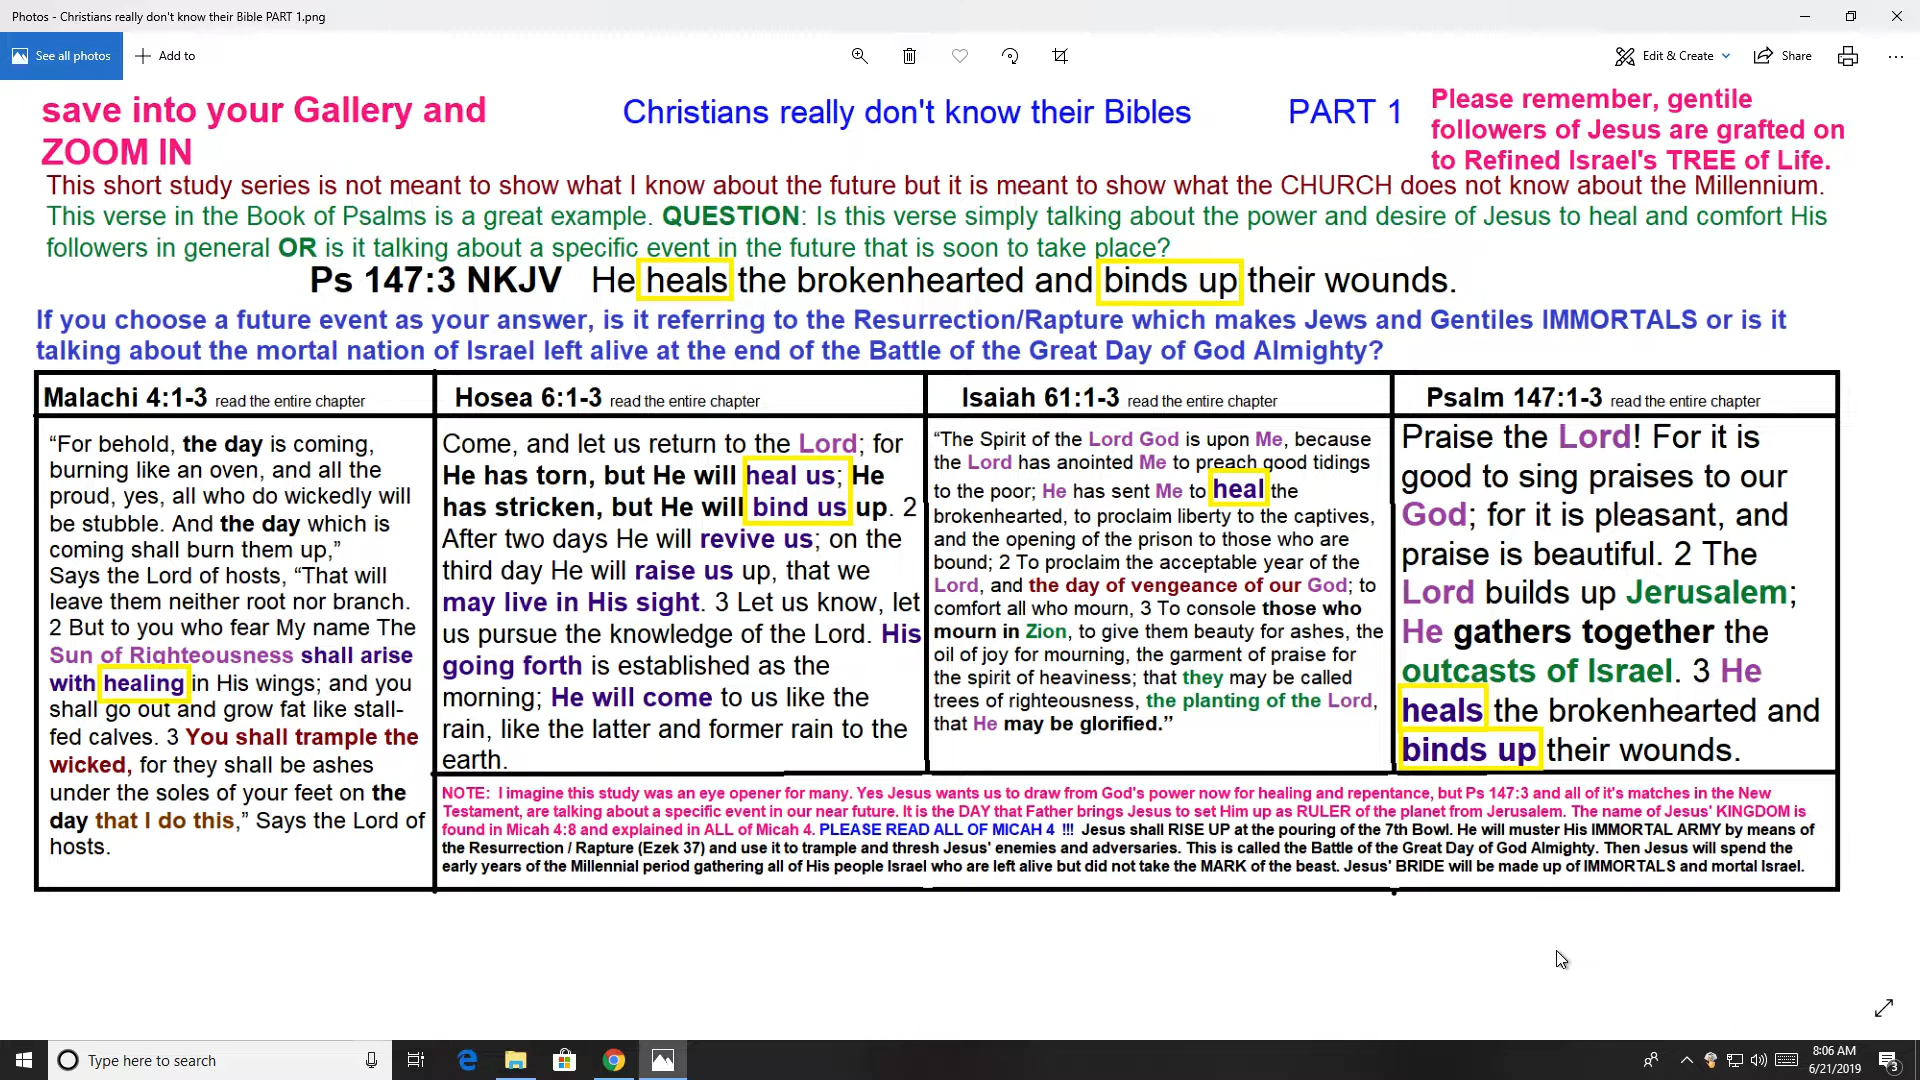 Photos - Christians really don't know their Bible PART 1.png
See all photos
Add to
Edit & Create
Share
save into your Gallery and
ZOOM IN
Christians really don't know their Bibles PART 1
Please remember, gentile
followers of Jesus are grafted on
to Refined Israel's TREE of Life.
This short study series is not meant to show what I know about the future but it is meant to show what the CHURCH does not know about the Millennium.
This verse in the Book of Psalms is a great example. QUESTION: Is this verse simply talking about the power and desire of Jesus to heal and comfort His
followers in general OR is it talking about a specific event in the future that is soon to take place?
Ps 147:3 NKJV He heals the brokenhearted and binds up their wounds.
If you choose a future event as your answer, is it referring to the Resurrection/Rapture which makes Jews and Gentiles IMMORTALS or is it
talking about the mortal nation of Israel left alive at the end of the Battle of the Great Day of God Almighty?
Malachi 4:1-3 read the entire chapter
“For behold, the day is coming,
burning like an oven, and all the
proud, yes, all who do wickedly will
be stubble. And the day which is
coming shall burn them up,”
Says the Lord of hosts, “That will
leave them neither root nor branch.
2 But to you who fear My name The
Sun of Righteousness shall arise
with healing in His wings; and you
shall go out and grow fat like stall-
fed calves. 3 You shall trample the
wicked, for they shall be ashes
under the soles of your feet on the
day that I do this,” Says the Lord of
hosts.
Hosea 6:1-3 read the entire chapter
Come, and let us return to the Lord; for
He has torn, but He will heal us; He
has stricken, but He will bind us up. 2
After two days He will revive us; on the
third day He will raise us up, that we
may live in His sight. 3 Let us know, let
us pursue the knowledge of the Lord. His
going forth is established as the
morning; He will come to us like the
rain, like the latter and former rain to the
earth.
Isaiah 61:1-3 read the entire chapter
“The Spirit of the Lord God is upon Me, because
the Lord has anointed Me to preach good tidings
to the poor; He has sent Me to heal the
brokenhearted, to proclaim liberty to the captives,
and the opening of the prison to those who are
bound; 2 To proclaim the acceptable year of the
Lord, and the day of vengeance of our God; to
comfort all who mourn, 3 To console those who
mourn in Zion, to give them beauty for ashes, the
oil of joy for mourning, the garment of praise for
the spirit of heaviness; that they may be called
trees of righteousness, the planting of the Lord,
that He may be glorified.”
Psalm 147:1-3 read the entire chapter
Praise the Lord! For it is
good to sing praises to our
God; for it is pleasant, and
praise is beautiful. 2 The
Lord builds up Jerusalem;
He gathers together the
outcasts of Israel. 3 He
heals the brokenhearted and
binds up their wounds.
NOTE: I imagine this study was an eye opener for many. Yes Jesus wants us to draw from God's power now for healing and repentance, but Ps 147:3 and all of it's matches in the New
Testament, are talking about a specific event in our near future. It is the DAY that Father brings Jesus to set Him up as RULER of the planet from Jerusalem. The name of Jesus' KINGDOM is
found in Micah 4:8 and explained in ALL of Micah 4. PLEASE READ ALL OF MICAH 4 !!! Jesus shall RISE UP at the pouring of the 7th Bowl. He will muster His IMMORTAL ARMY by means of
the Resurrection / Rapture (Ezek 37) and use it to trample and thresh Jesus' enemies and adversaries. This is called the Battle of the Great Day of God Almighty. Then Jesus will spend the
early years of the Millennial period gathering all of His people Israel who are left alive but did not take the MARK of the beast. Jesus' BRIDE will be made up of IMMORTALS and mortal Israel.
Type here to search
8:06 AM
6/21/2019
3